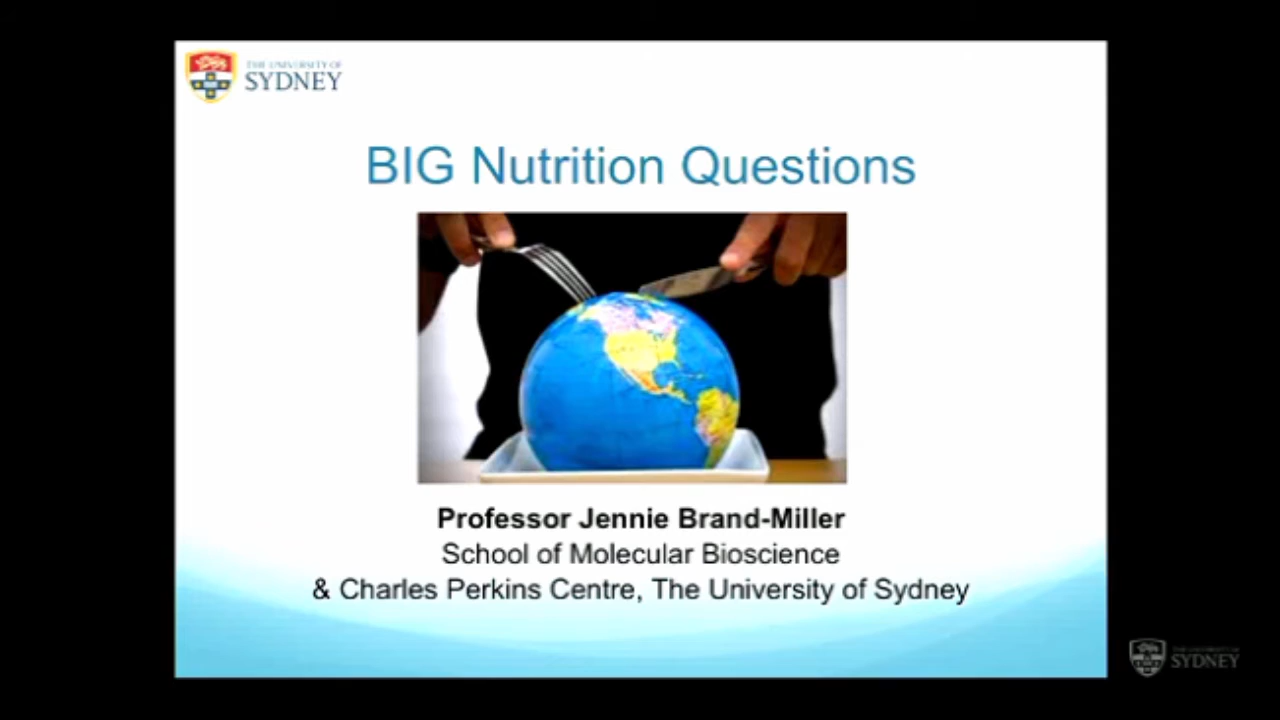 THE UNIVERSITY OF
SYDNEY
BIG Nutrition Questions
Professor Jennie Brand-Miller
School of Molecular Bioscience
& Charles Perkins Centre, The University of Sydney
THE UNIVERSITY OF
SYDNEY